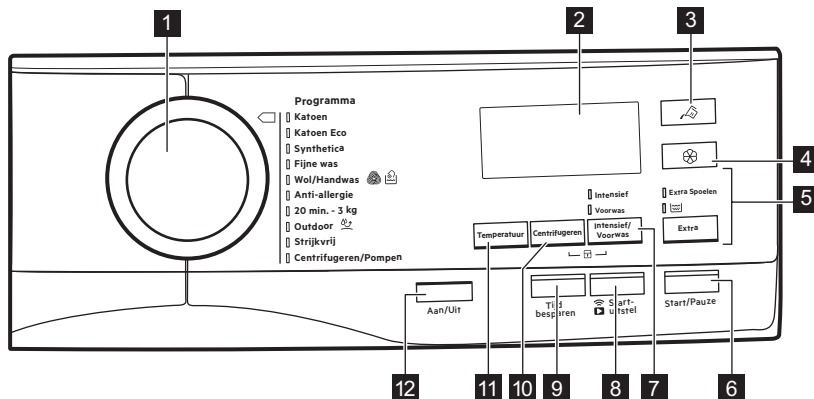 1
2
3
4
5
Programma
Katoen
Katoen Eco
Synthetica
Fijne was
Wol/Handwas
Anti-allergie
20 min. - 3 kg
Outdoor
Strijkvrij
Centrifugeren/Pompen
Intensief
Voorwas
Extra Spoelen
Temperatuur
Centrifugeren
Intensief/
Voorwas
Extra
Aan/Uit
Tijd
besparen
Start-
uitstel
Start/Pauze
12
11
10
9
8
7
6